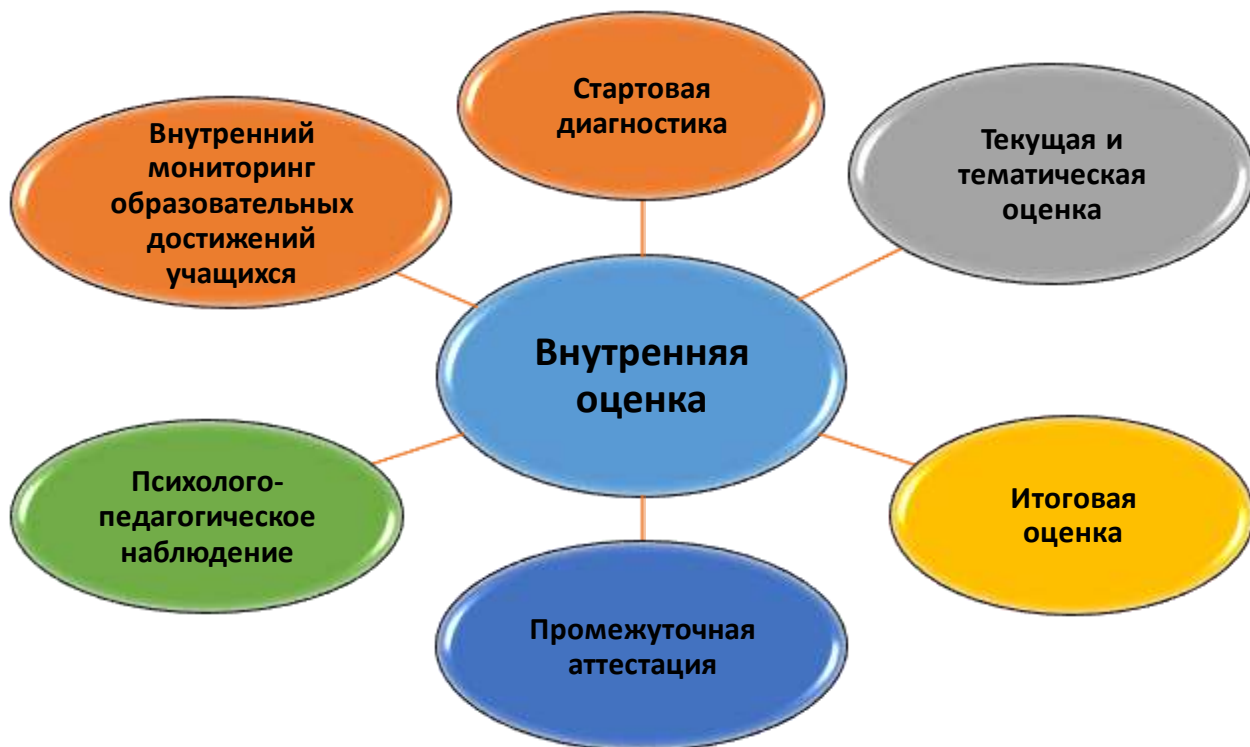 Стартовая
диагностика
Внутренний
мониторинг
образовательных
достижений
учащихся
Текущая и
тематическая
оценка
Внутренняя
оценка
Психолого-
педагогическое
наблюдение
Итоговая
оценка
Промежуточная
аттестация